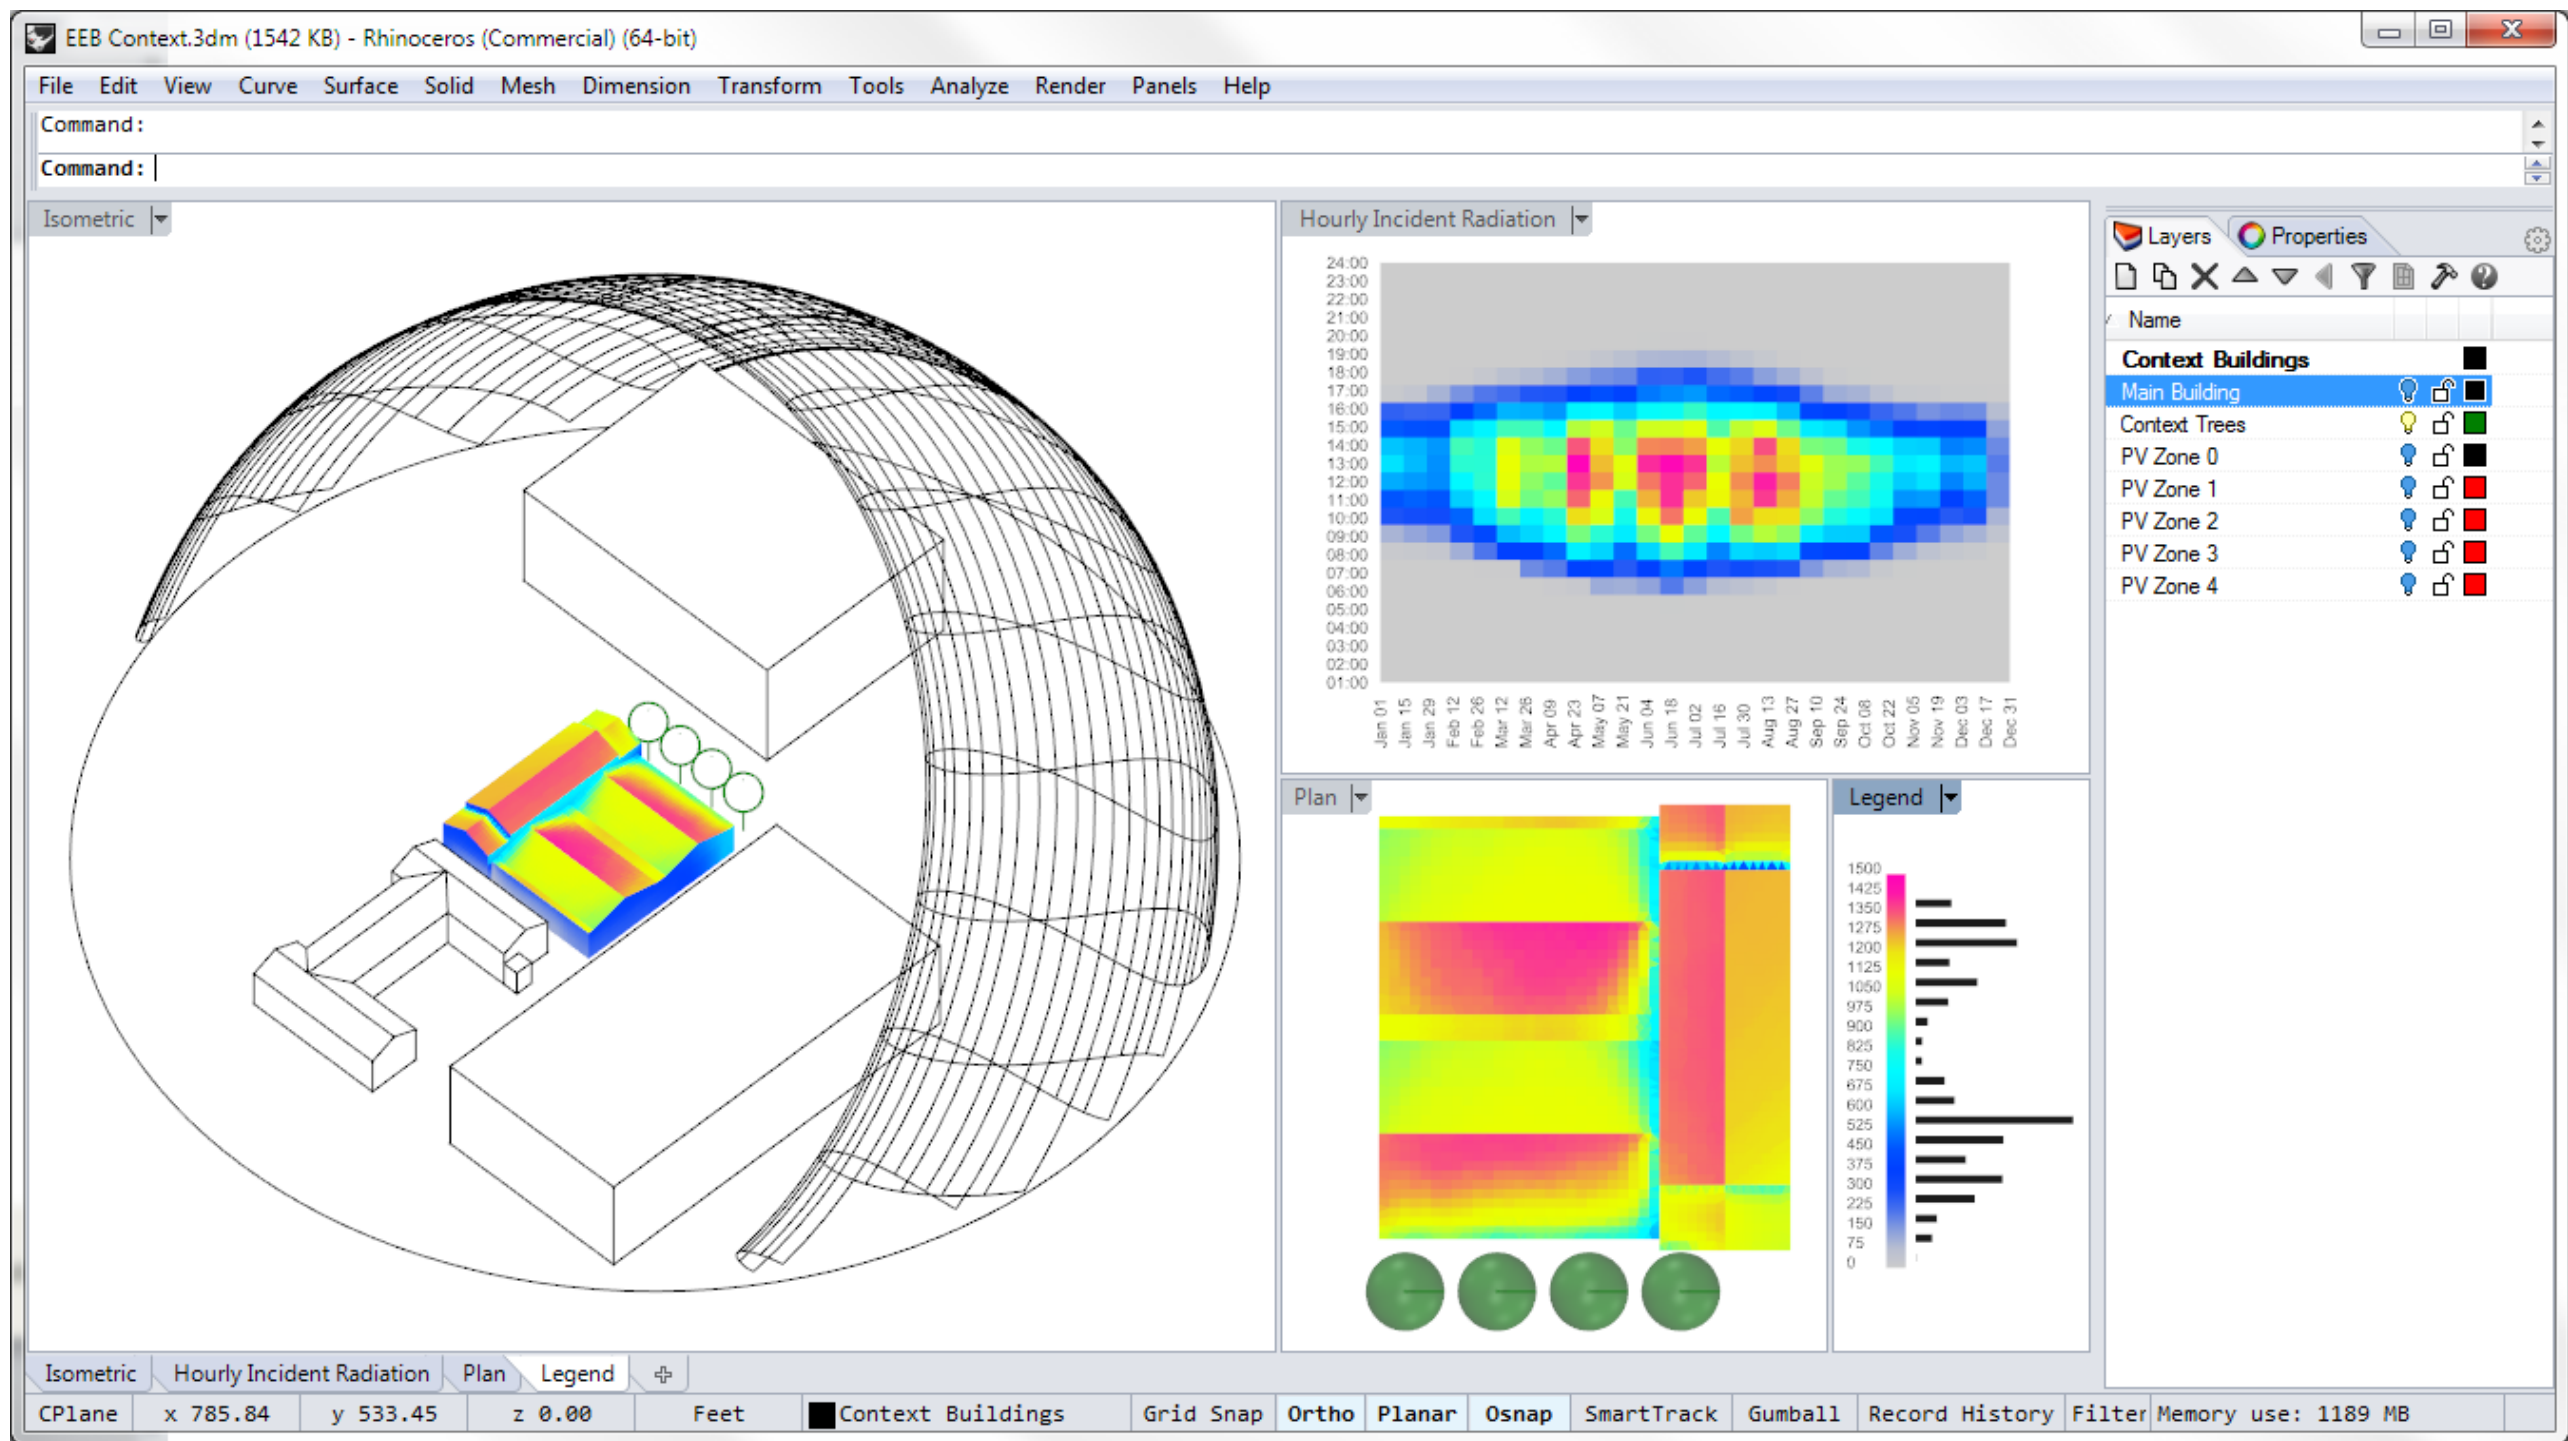 EEB Context.3dm (1542 KB) - Rhinoceros (Commercial) (64-bit)
File Edit View Curve Surface Solid Mesh Dimension Transform Tools Analyze Render Panels Help
Command:
Command:
Isometric
Hourly Incident Radiation
24:00
23:00
22:00
21:00
20:00
19:00
18:00
17:00
16:00
15:00
14:00
13:00
12:00
11:00
10:00
09:00
08:00
07:00
06:00
05:00
04:00
03:00
02:00
01:00
Jan 01
Jan 15
Jan 29
Feb 12
Feb 26
Mar 12
Mar 26
Apr 09
Apr 23
May 07
May 21
Jun 04
Jun 18
Jul 02
Jul 16
Jul 30
Aug 13
Aug 27
Sep 10
Sep 24
Oct 08
Oct 22
Nov 05
Nov 19
Dec 03
Dec 17
Dec 31
Plan
Legend
1500
1425
1350
1275
1200
1125
1050
975
900
825
750
675
600
525
450
375
300
225
150
75
0
Layers Properties
Name
Context Buildings
Main Building
Context Trees
PV Zone 0
PV Zone 1
PV Zone 2
PV Zone 3
PV Zone 4
Isometric Hourly Incident Radiation Plan Legend
CPlane x 785.84 y 533.45 z 0.00 Feet Context Buildings Grid Snap Ortho Planar Osnap SmartTrack Gumball Record History Filter Memory use: 1189 MB